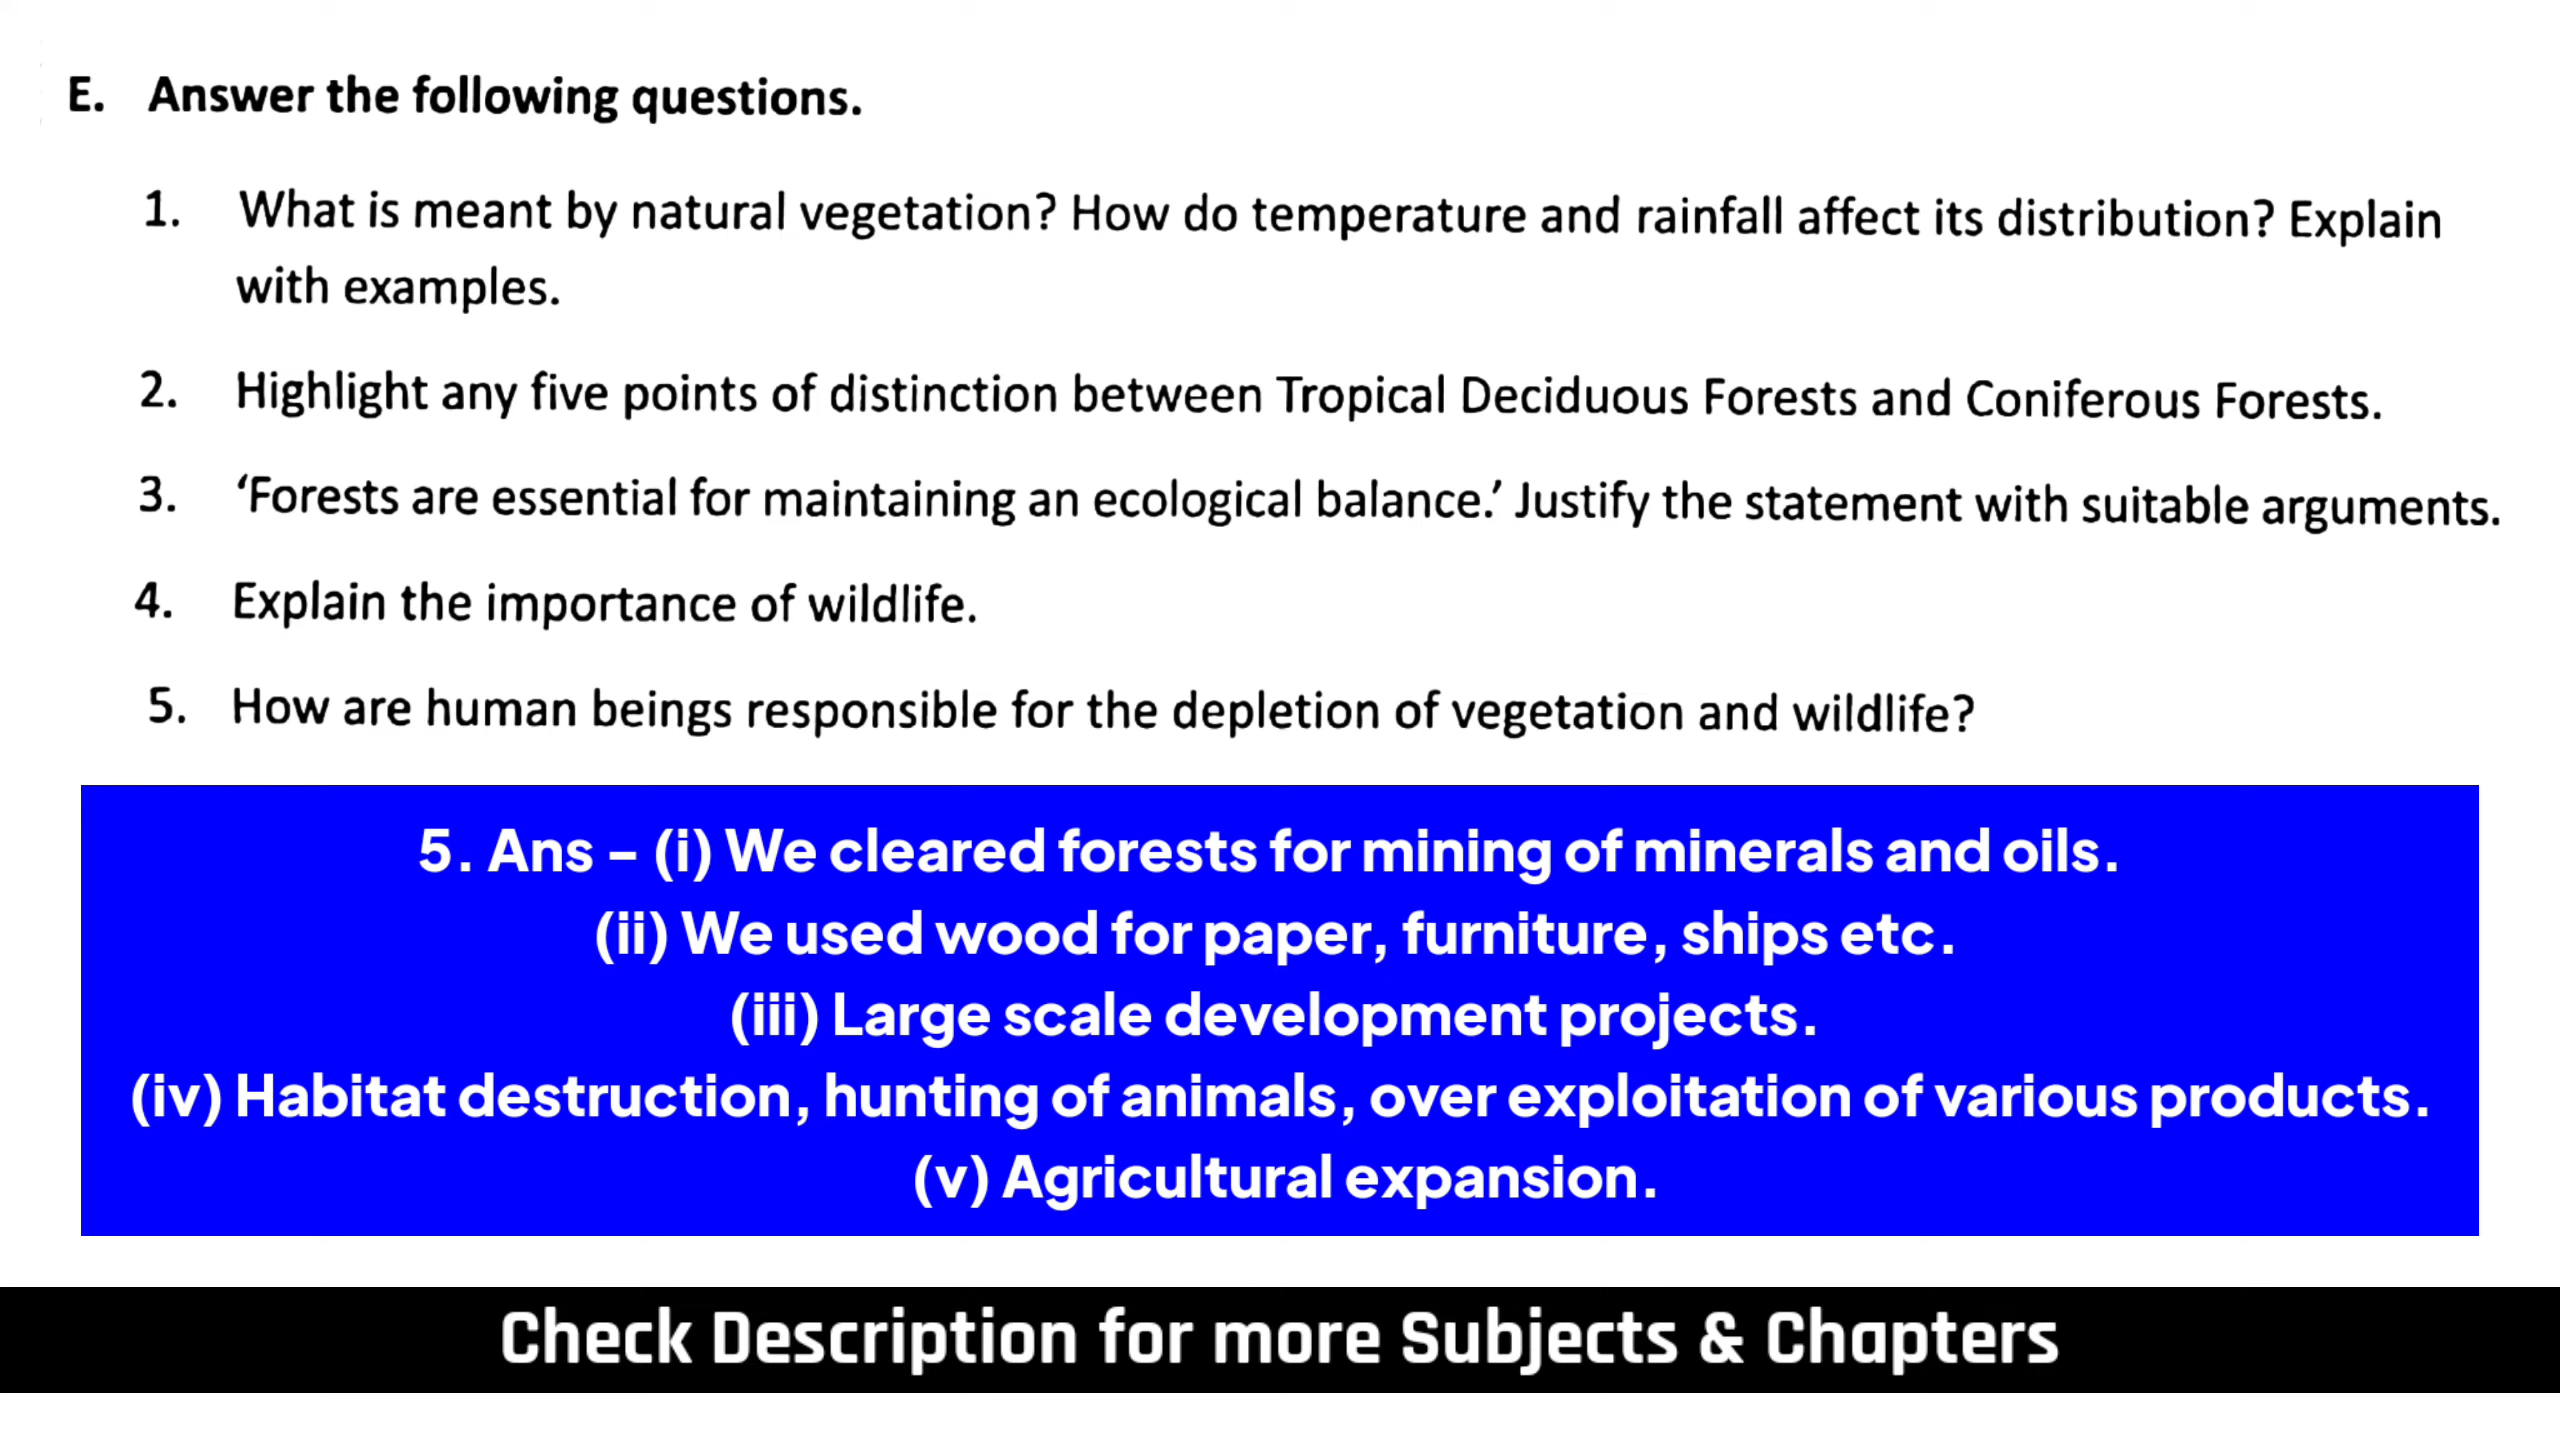 E. Answer the following questions.
1. What is meant by natural vegetation? How do temperature and rainfall affect its distribution? Explain
with examples.
2. Highlight any five points of distinction between Tropical Deciduous Forests and Coniferous Forests.
3. ‘Forests are essential for maintaining an ecological balance.’ Justify the statement with suitable arguments.
4. Explain the importance of wildlife.
5. How are human beings responsible for the depletion of vegetation and wildlife?
5. Ans – (i) We cleared forests for mining of minerals and oils.
(ii) We used wood for paper, furniture, ships etc.
(iii) Large scale development projects.
(iv) Habitat destruction, hunting of animals, over exploitation of various products.
(v) Agricultural expansion.
Check Description for more Subjects & Chapters